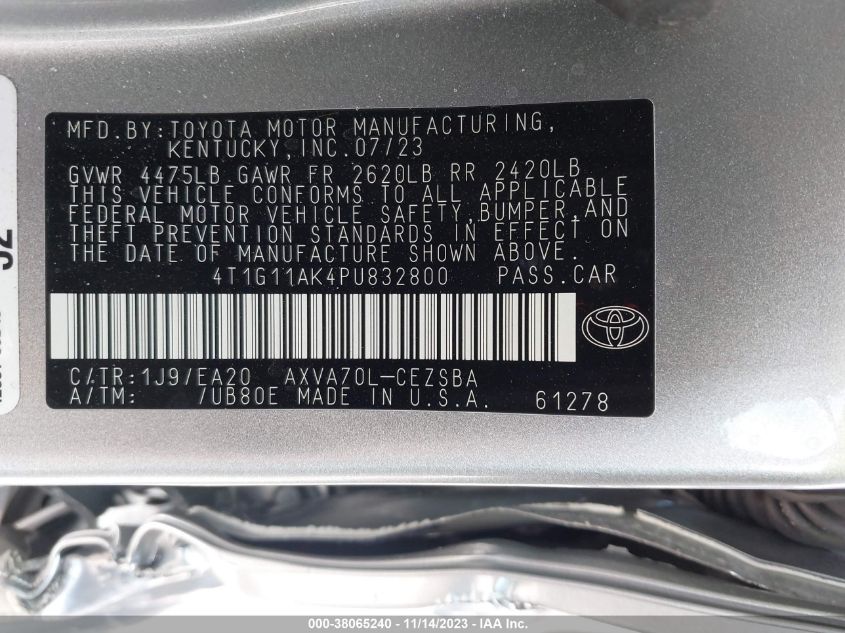 MFD. BY: TOYOTA MOTOR MANUFACTURING,
KENTUCKY, INC. 07/23
GVWR 4475LB GAWR FR 2620LB RR 2420LB
THIS VEHICLE CONFORMS TO ALL APPLICABLE
FEDERAL MOTOR VEHICLE SAFETY, BUMPER, AND
THEFT PREVENTION STANDARDS IN EFFECT ON
THE DATE OF MANUFACTURE SHOWN ABOVE.
4T1G11AK4PU832800 PASS. CAR
C/TR: 1J9/EA20 AXVA70L-CEZSBA
A/TM: /UB80E MADE IN U.S.A. 61278
000-38065240 - 11/14/2023 - IAAI.com